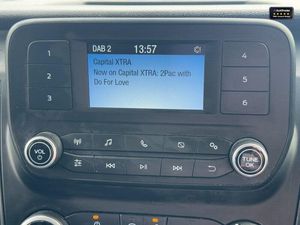 DAB 2 13:57
Capital XTRA
Now on Capital XTRA: 2Pac with
Do For Love
1
2
3
4
5
6
VOL
TUNE
OK